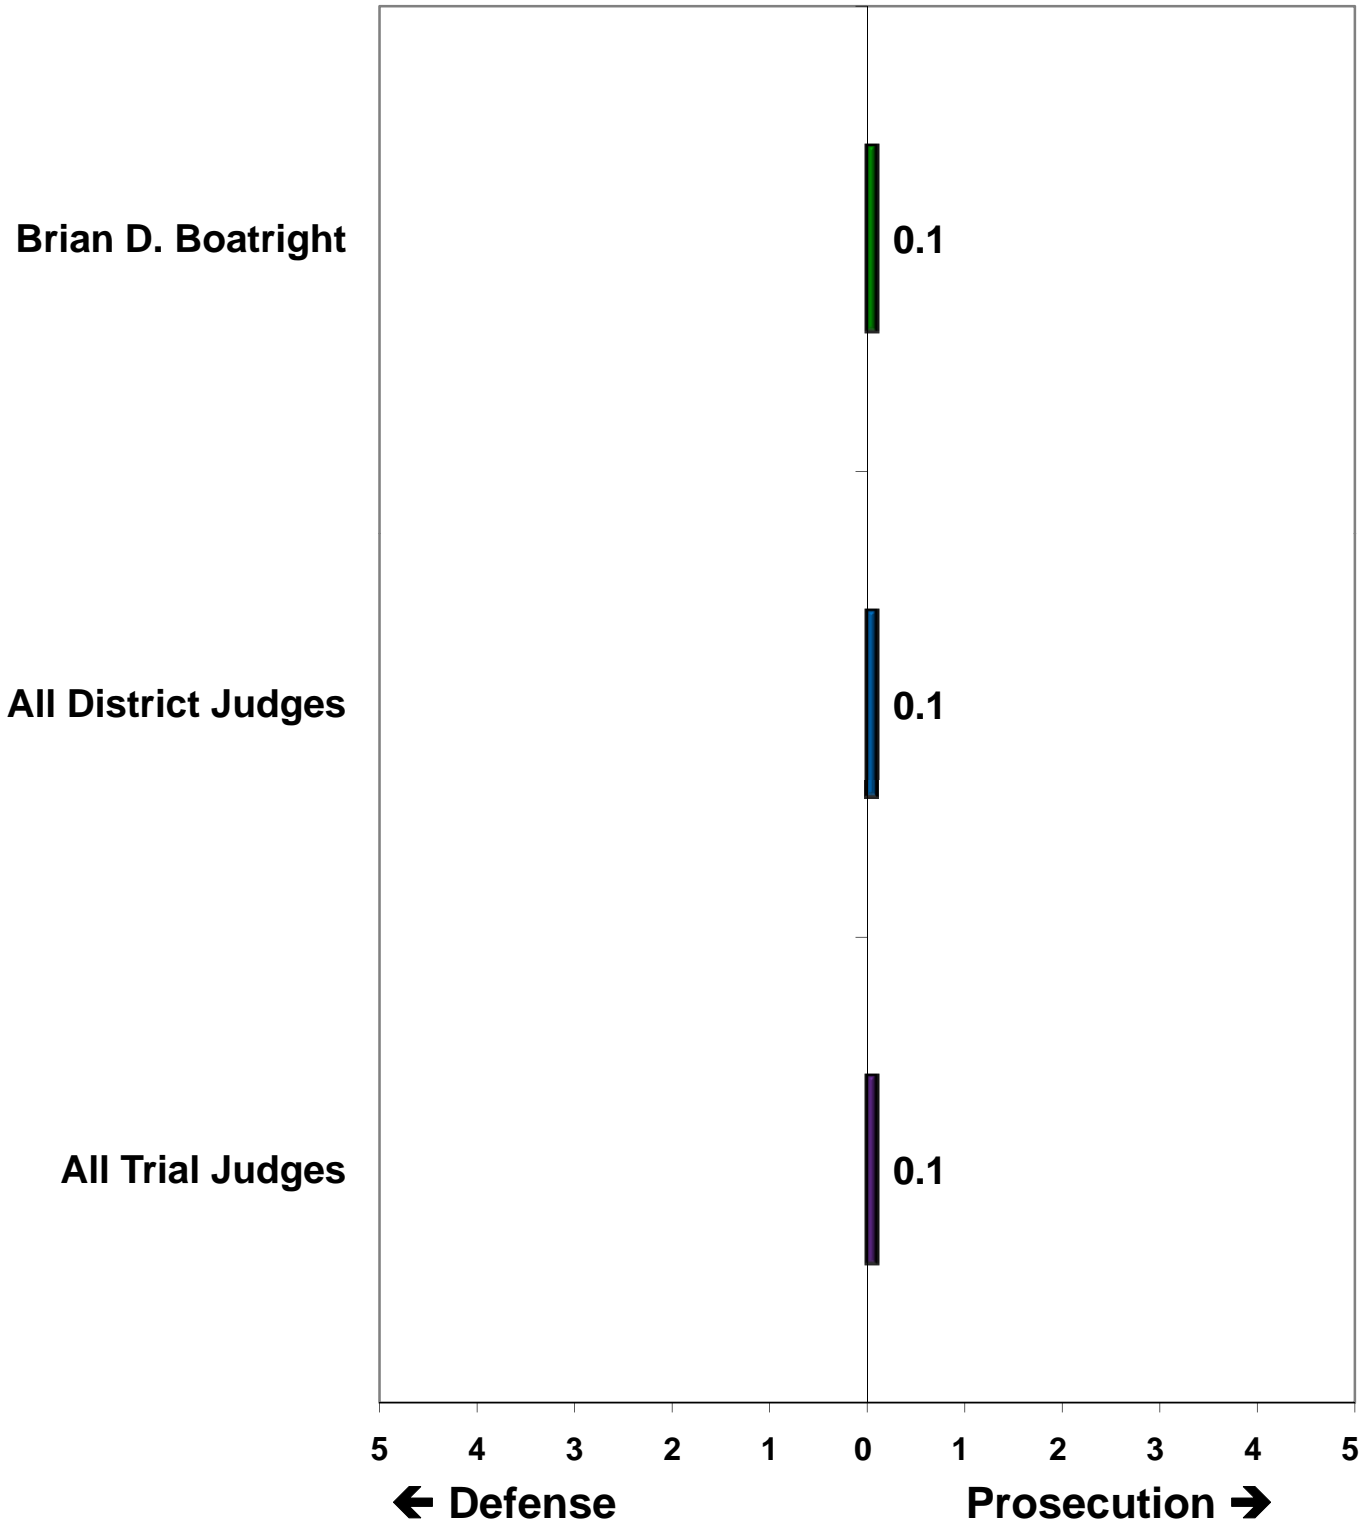 Brian D. Boatright
0.1
All District Judges
0.1
All Trial Judges
0.1
5 4 3 2 1 0 1 2 3 4 5
← Defense Prosecution →